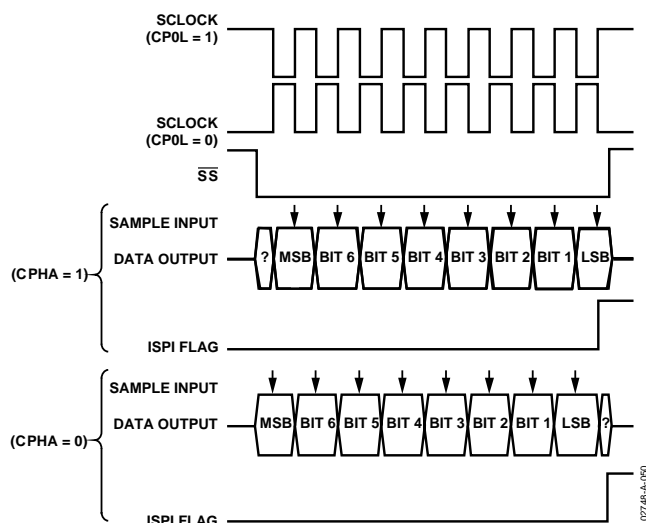 SCLOCK
(CP0L = 1)
SCLOCK
(CP0L = 0)
SS
SAMPLE INPUT
DATA OUTPUT
? MSB BIT 6 BIT 5 BIT 4 BIT 3 BIT 2 BIT 1 LSB
(CPHA = 1)
ISPI FLAG
SAMPLE INPUT
DATA OUTPUT
MSB BIT 6 BIT 5 BIT 4 BIT 3 BIT 2 BIT 1 LSB ?
(CPHA = 0)
ISPI FLAG
02748-A-050